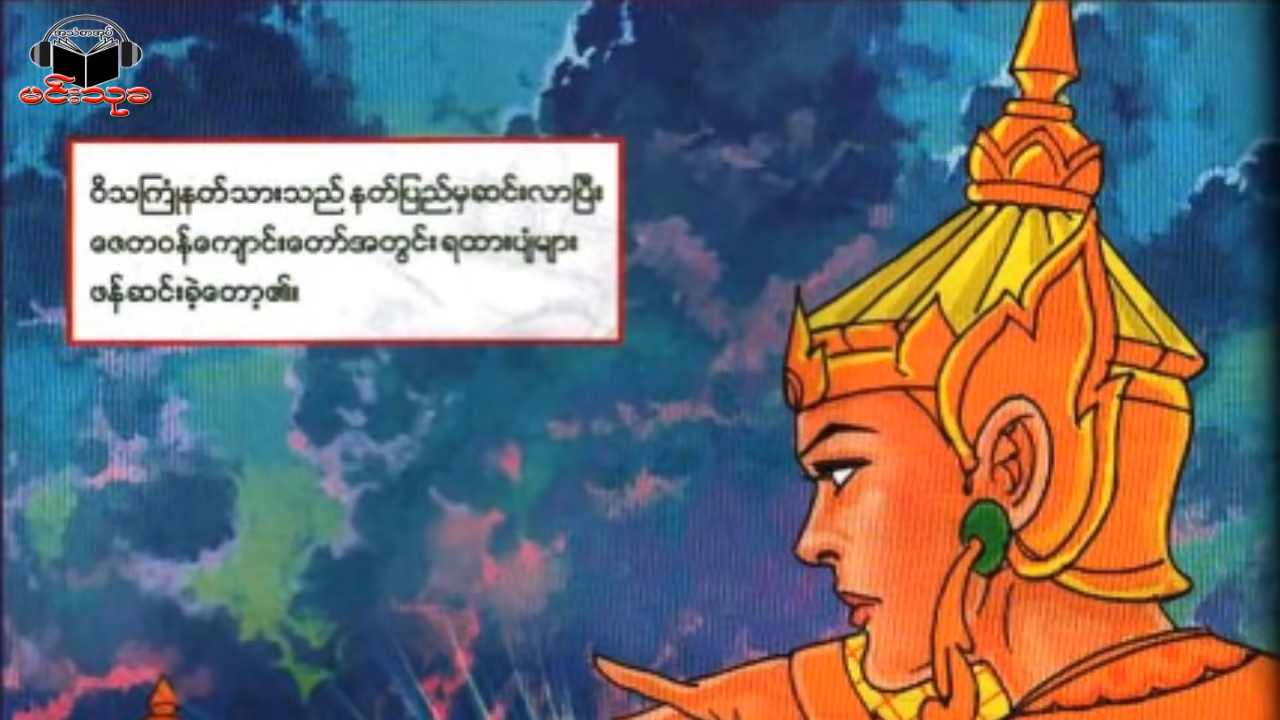 မင်းသုခ
ဝိသကြုံနတ်သားသည် နတ်ပြည်မှဆင်းလာပြီး
ဇေတဝန်ကျောင်းတော်အတွင်း ရထားပျံများ
ဖန်ဆင်းခဲ့တော့၏။